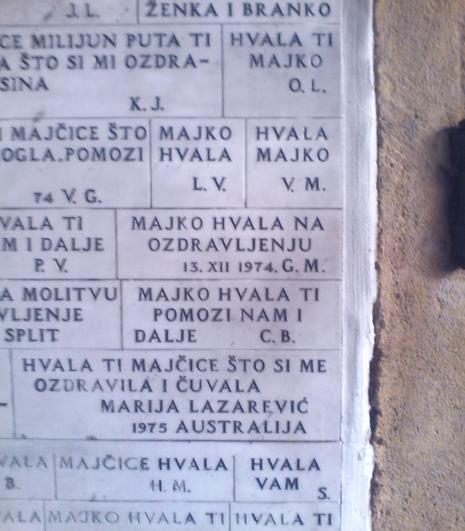 J.L.
ŽENKA I BRANKO
CE MILIJUN PUTA TI
A ŠTO SI MI OZDRA-
SINA
K. J.
HVALA TI
MAJKO
O. L.
I MAJČICE ŠTO
OGLA. POMOZI
74 V. G.
MAJKO
HVALA
L. V.
HVALA
MAJKO
V. M.
VALA TI
M I DALJE
P. V.
MAJKO HVALA NA
OZDRAVLJENJU
13. XII 1974. G. M.
A MOLITVU
VLJENJE
SPLIT
MAJKO HVALA TI
POMOZI NAM I
DALJE C. B.
HVALA TI MAJČICE ŠTO SI ME
OZDRAVILA I ČUVALA
MARIJA LAZAREVIĆ
1975 AUSTRALIJA
VALA
B.
MAJČICE HVALA
H. M.
HVALA
VAM
S.
VALA
MAJKO HVALA TI
HVALA TI